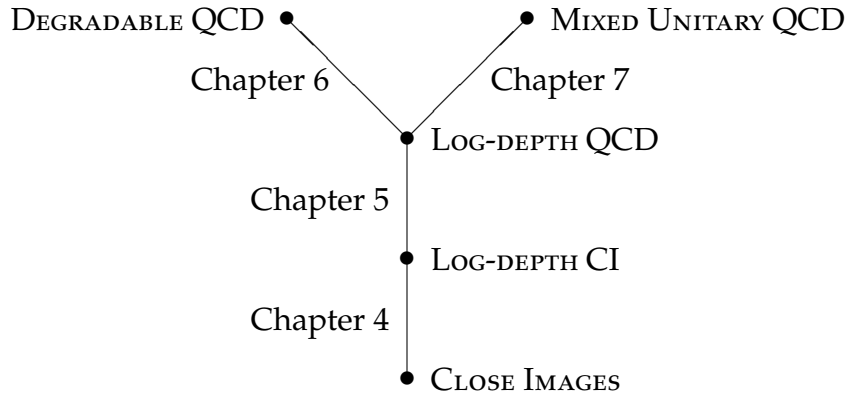 Degradable QCD
Mixed Unitary QCD
Chapter 6
Chapter 7
Log-depth QCD
Chapter 5
Log-depth CI
Chapter 4
Close Images